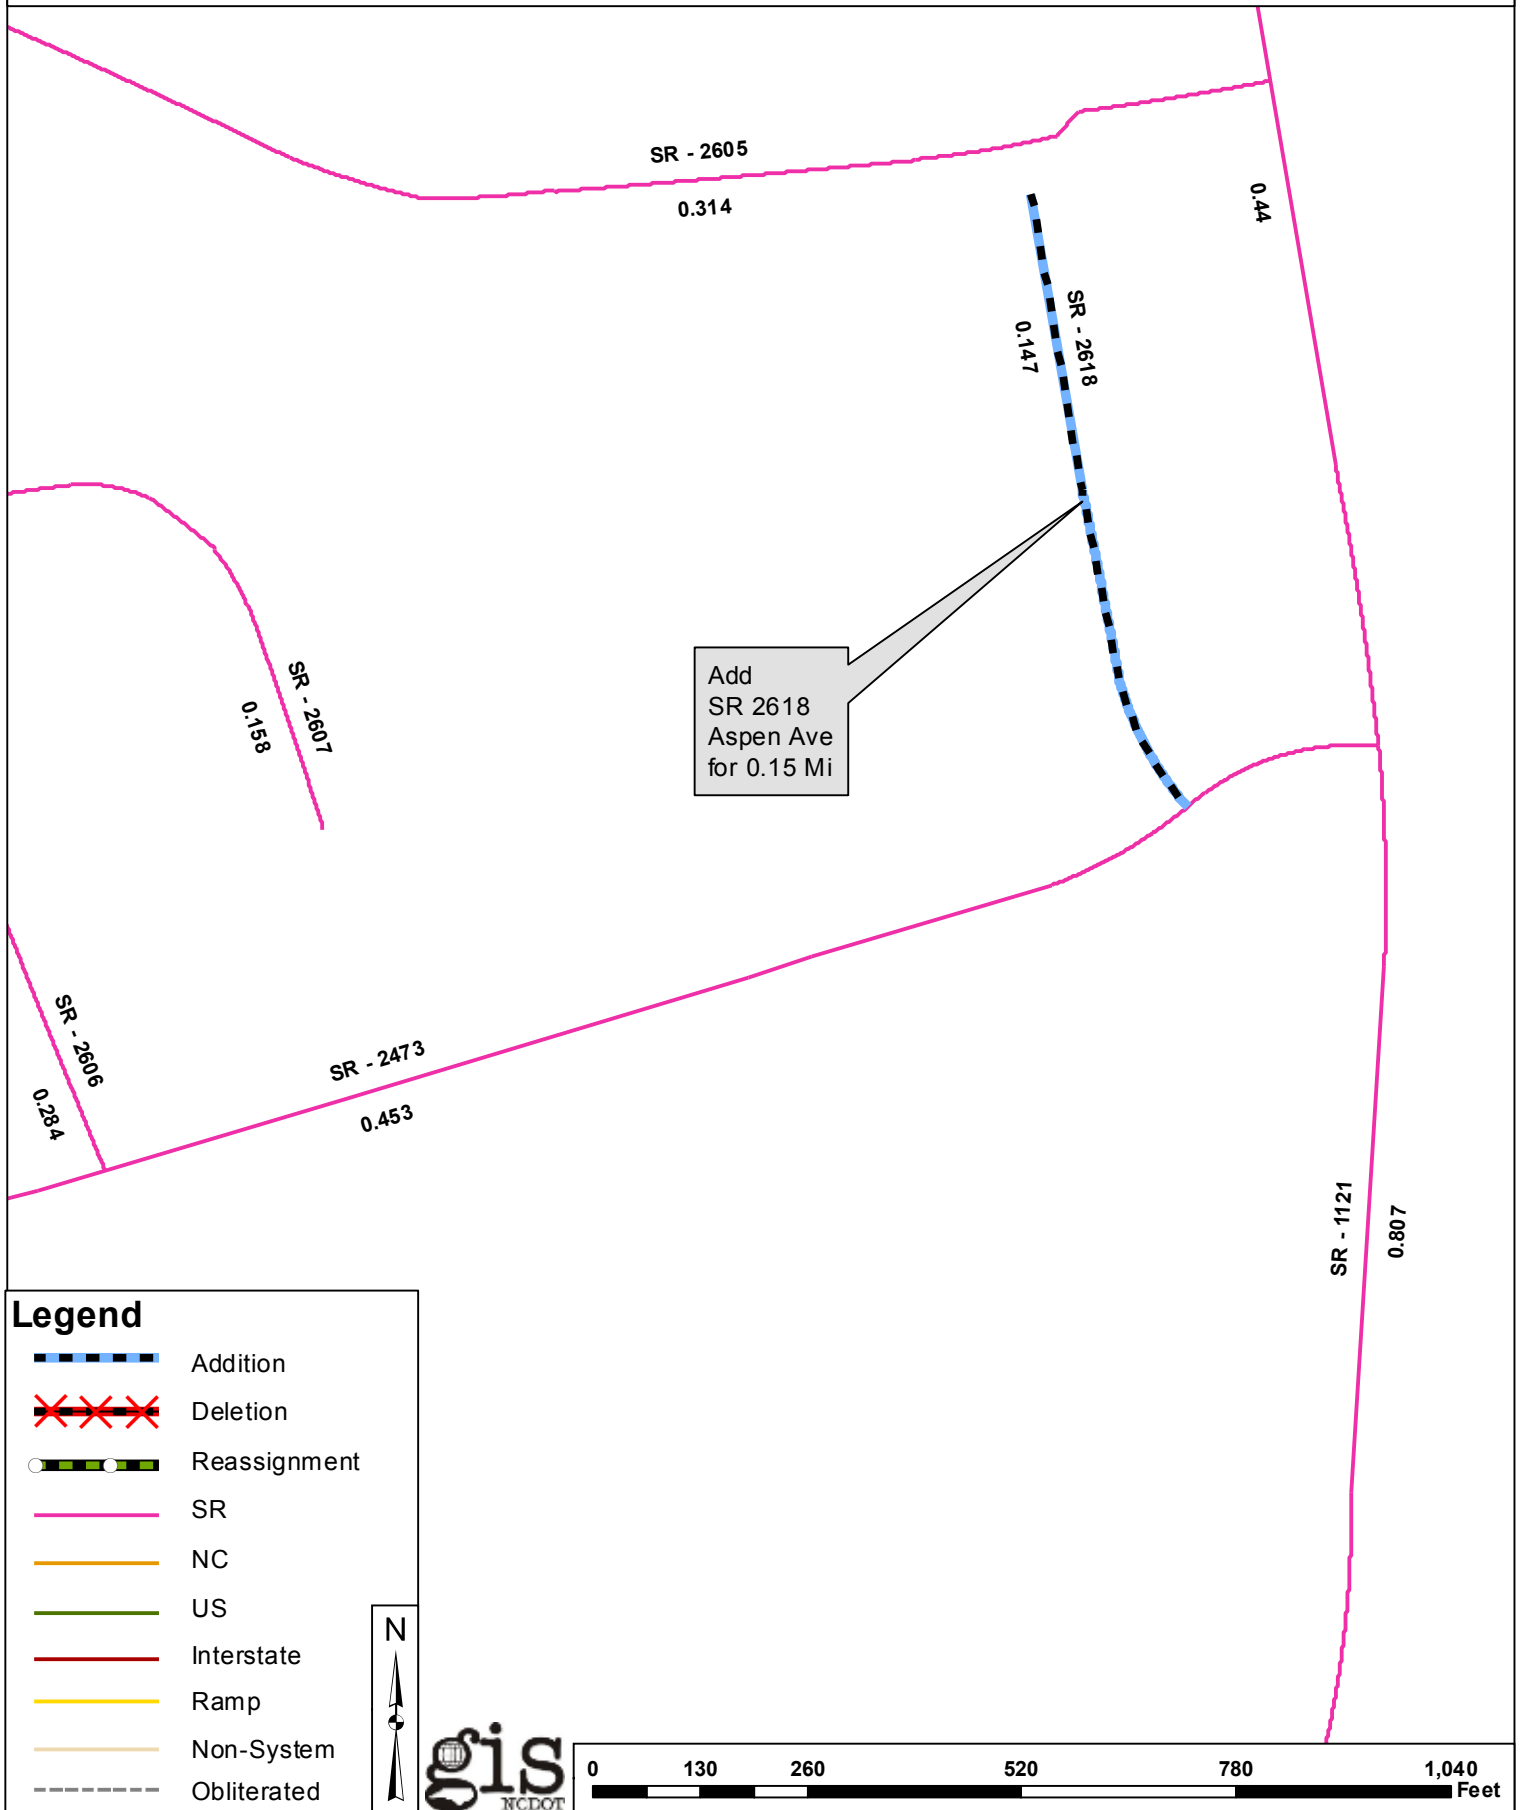 SR - 2605
0.314
0.44
SR - 2618
0.147
Add
SR 2618
Aspen Ave
for 0.15 Mi
SR - 2607
0.158
SR - 2606
0.284
SR - 2473
0.453
SR - 1121
0.807
Legend
Addition
Deletion
Reassignment
SR
NC
US
Interstate
Ramp
Non-System
Obliterated
N
gis
NCDOT
0 130 260 520 780 1,040
Feet